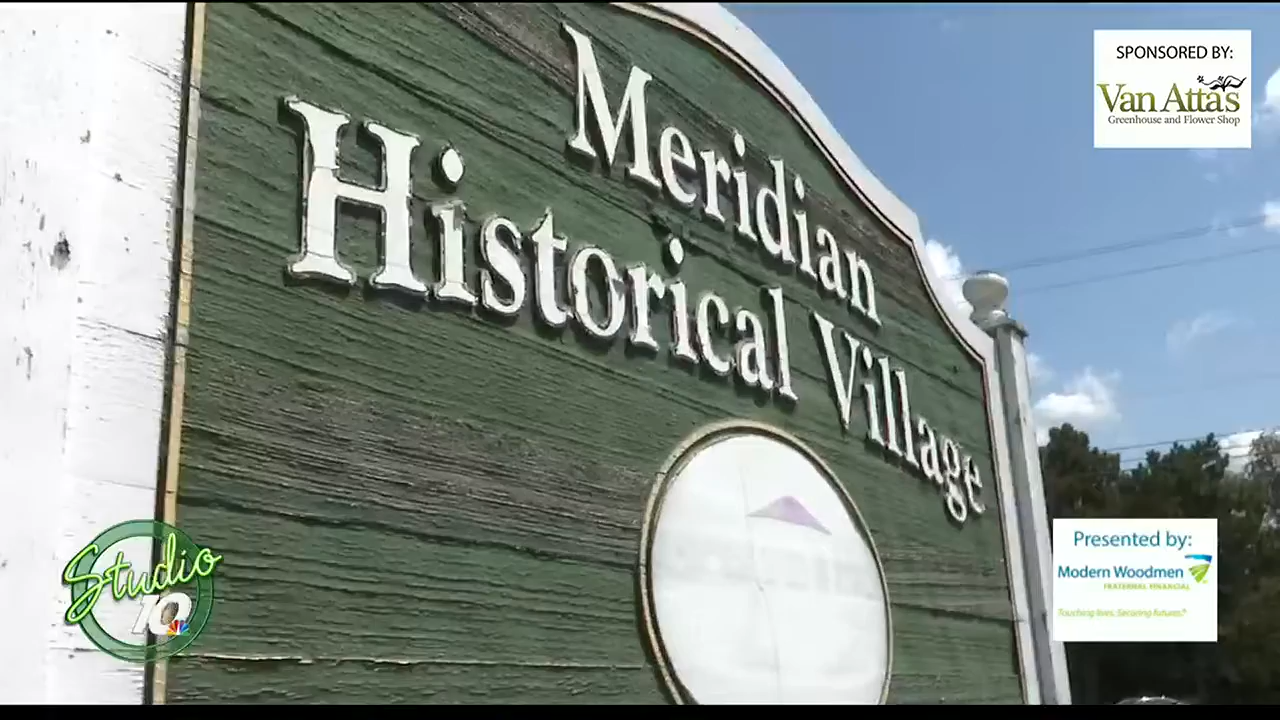 Meridian
Historical Village
SPONSORED BY:
Van Atta's
Greenhouse and Flower Shop
Presented by:
Modern Woodmen
FRATERNAL FINANCIAL
Touching lives. Securing futures.®
Studio
10